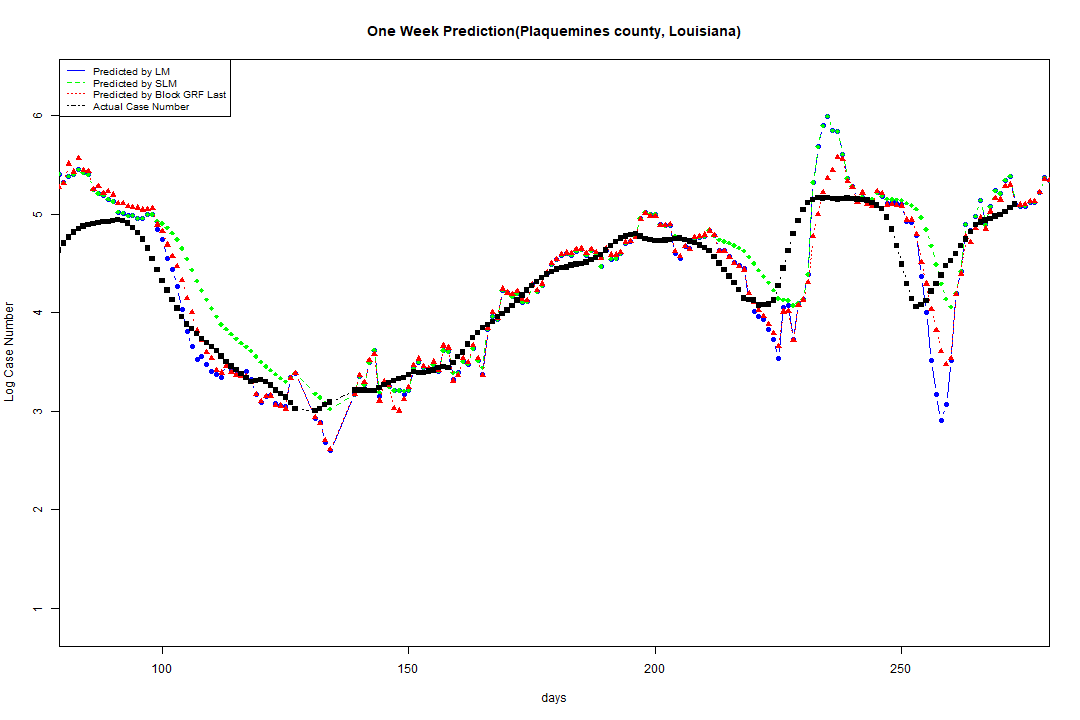 One Week Prediction(Plaquemines county, Louisiana)
Predicted by LM
Predicted by SLM
Predicted by Block GRF Last
Actual Case Number
6
5
4
3
2
1
Log Case Number
100 150 200 250
days